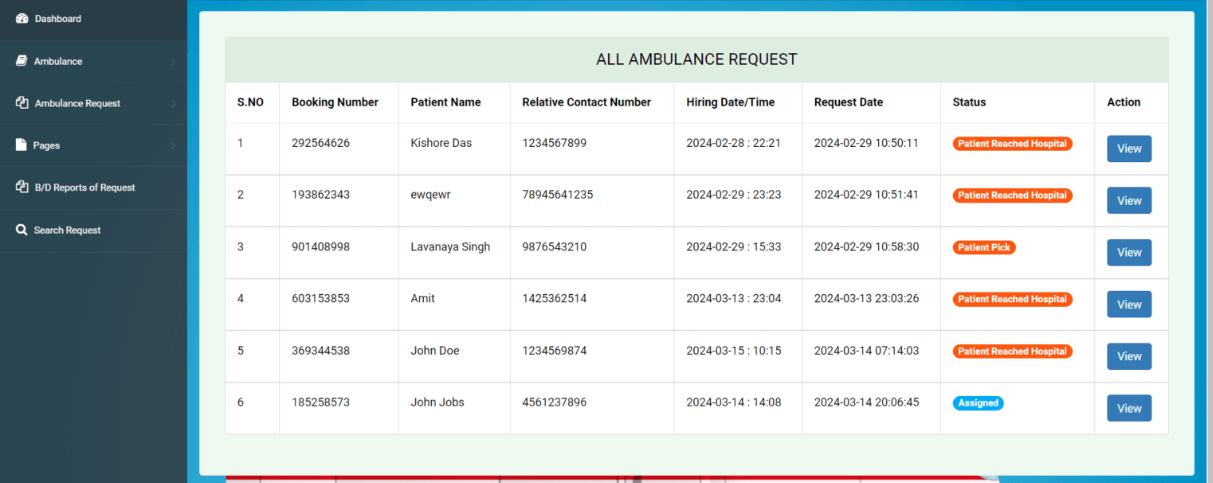 Dashboard
Ambulance
Ambulance Request
Pages
B/D Reports of Request
Search Request
ALL AMBULANCE REQUEST
S.NO Booking Number Patient Name Relative Contact Number Hiring Date/Time Request Date Status Action
1 292564626 Kishore Das 1234567899 2024-02-28 : 22:21 2024-02-29 10:50:11 Patient Reached Hospital View
2 193862343 ewqewr 78945641235 2024-02-29 : 23:23 2024-02-29 10:51:41 Patient Reached Hospital View
3 901408998 Lavanaya Singh 9876543210 2024-02-29 : 15:33 2024-02-29 10:58:30 Patient Pick View
4 603153853 Amit 1425362514 2024-03-13 : 23:04 2024-03-13 23:03:26 Patient Reached Hospital View
5 369344538 John Doe 1234569874 2024-03-15 : 10:15 2024-03-14 07:14:03 Patient Reached Hospital View
6 185258573 John Jobs 4561237896 2024-03-14 : 14:08 2024-03-14 20:06:45 Assigned View